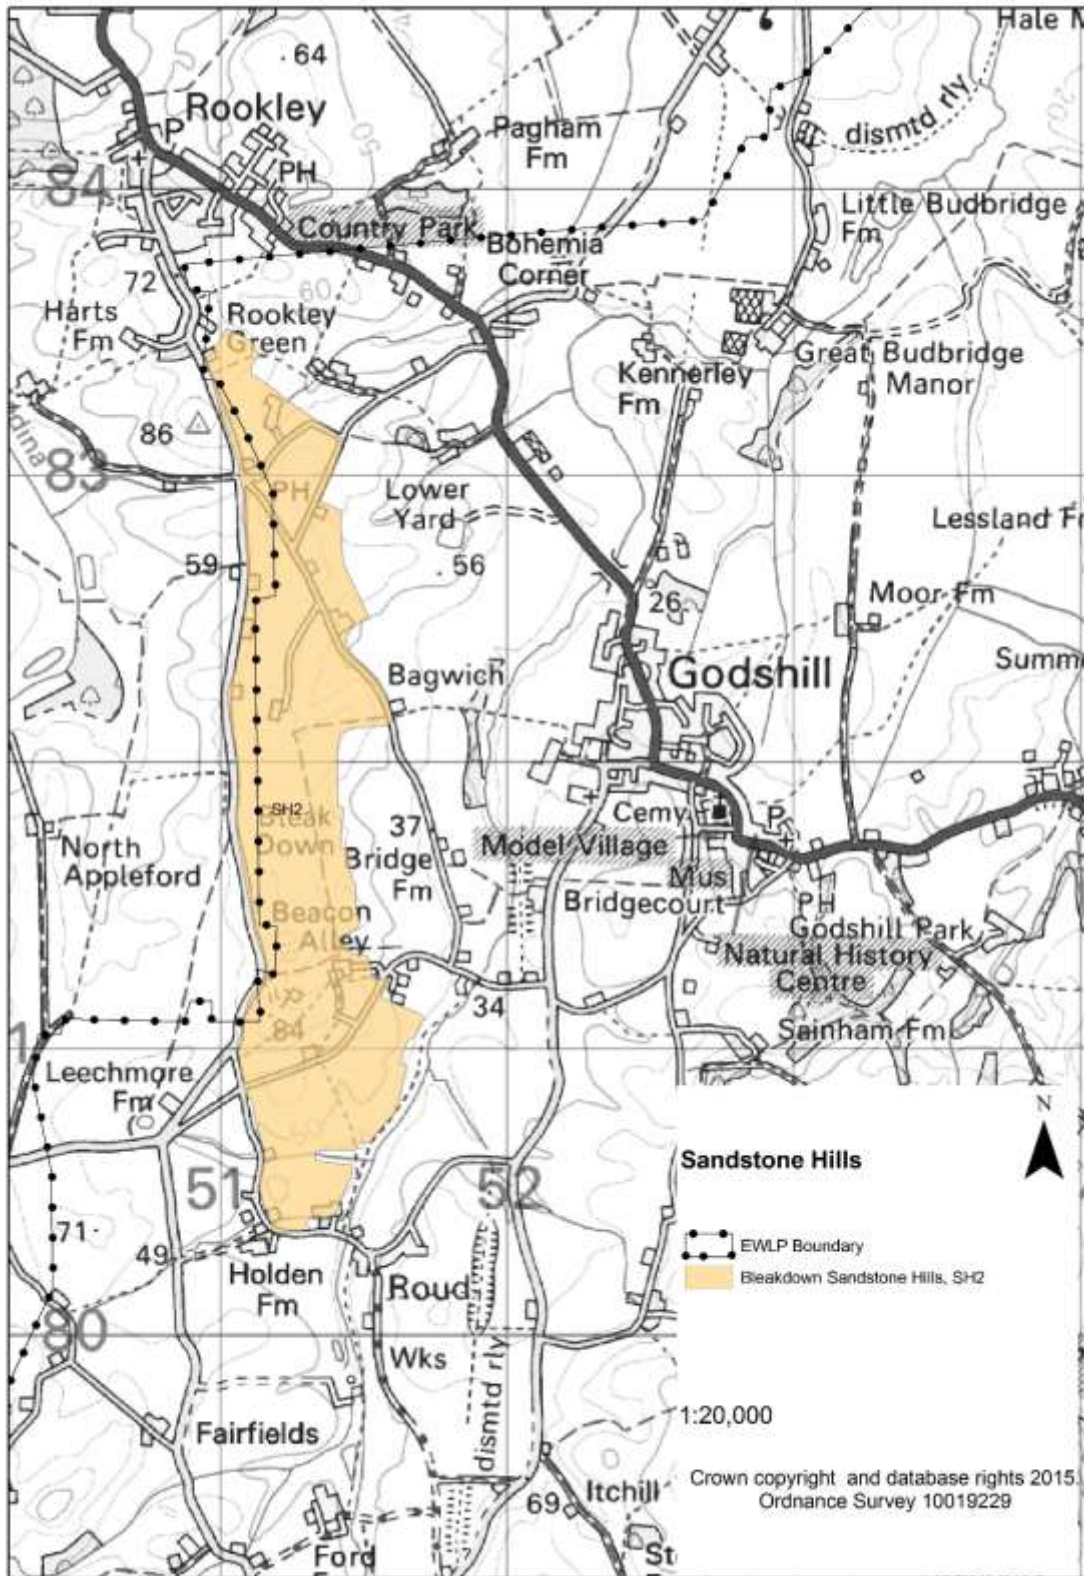 Hale M
64
Rookley
P
Pagham
Fm
dismtd rly
PH
84
Country Park
Little Budbridge
Fm
Bohemia
Corner
72
60
Harts
Fm
Rookley
Green
Great Budbridge
Manor
Kennerley
Fm
86
83
PH
Lower
Yard
Lessland F
59
56
26
Moor Fm
Godshill
Summ
Bagwich
SH2
Bleak
Down
37
Cemy
P
North
Appleford
Bridge
Fm
Model Village
Mus
Bridgecourt
PH
Beacon
Alley
Godshill Park
Natural History
Centre
34
84
Sainham Fm
1
Leechmore
Fm
N
Sandstone Hills
51
52
EWLP Boundary
Bleakdown Sandstone Hills, SH2
71
49
Holden
Fm
Roud
80
Wks
dismtd rly
1:20,000
Fairfields
Crown copyright and database rights 2015.
Ordnance Survey 10019229
69
Itchill
Ford
St